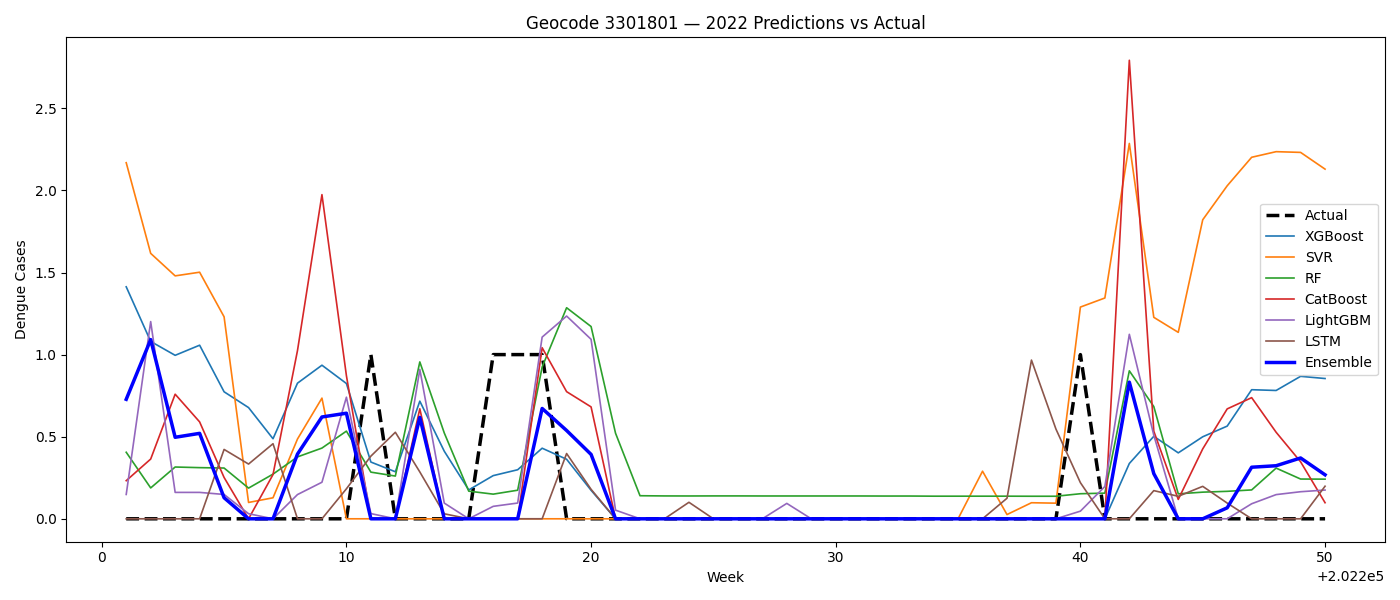 Geocode 3301801 — 2022 Predictions vs Actual
Dengue Cases
2.5
2.0
1.5
1.0
0.5
0.0
Actual
XGBoost
SVR
RF
CatBoost
LightGBM
LSTM
Ensemble
0 10 20 30 40 50
Week
+2.022e5